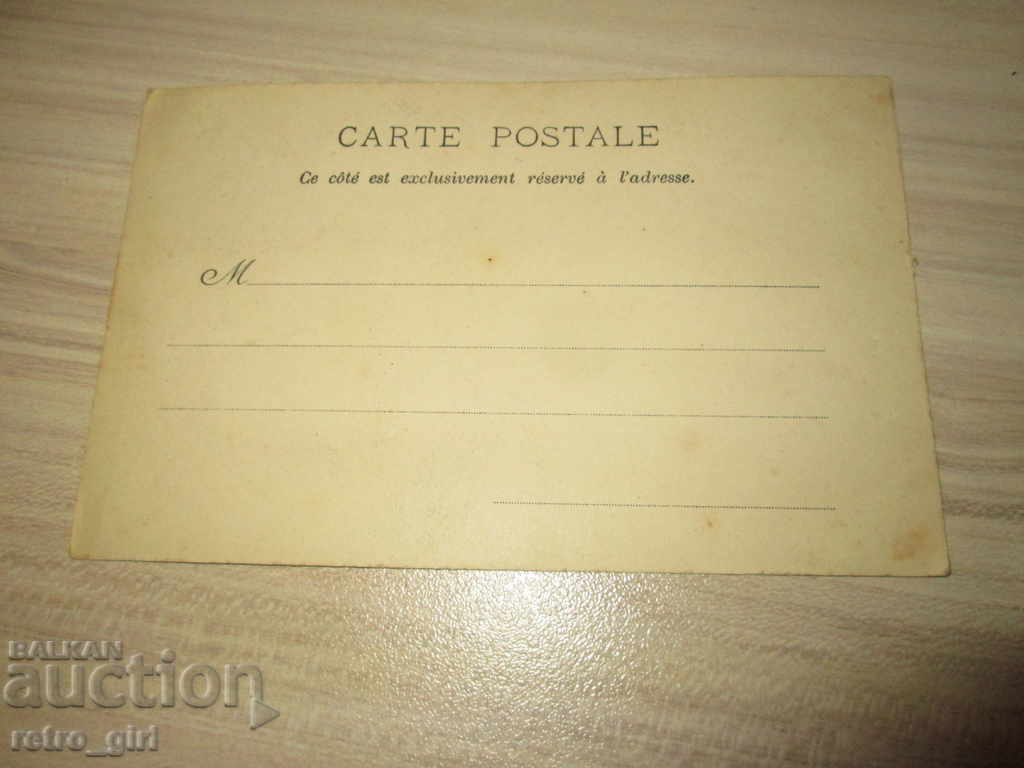 CARTE POSTALE
Ce côté est exclusivement réservé à l'adresse.
M
BALKAN
auction
retro_girl